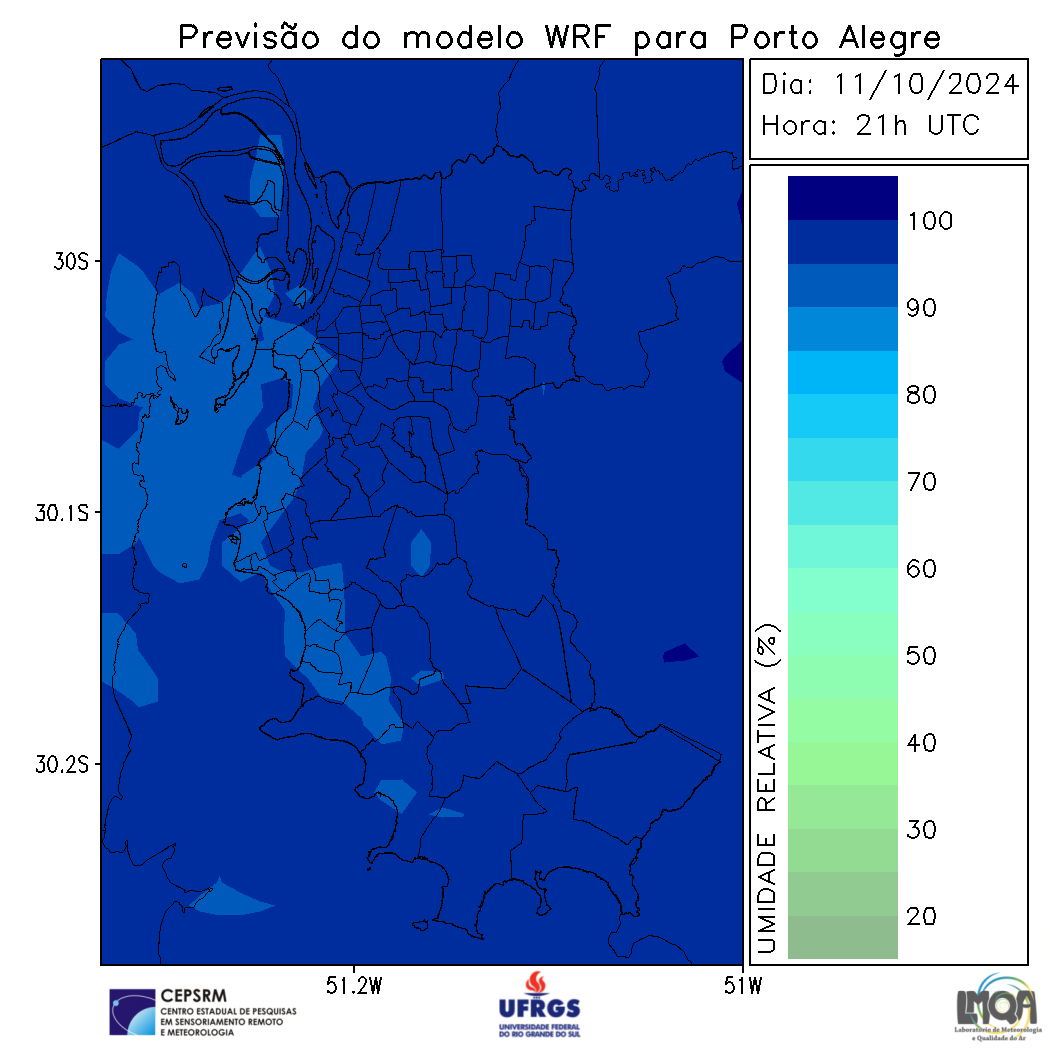 Previsão do modelo WRF para Porto Alegre
Dia: 11/10/2024
Hora: 21h UTC
30S
30.1S
30.2S
51.2W
51W
100
90
80
70
60
50
40
30
20
UMIDADE RELATIVA (%)
CEPSRM
CENTRO ESTADUAL DE PESQUISAS
EM SENSORIAMENTO REMOTO
E METEOROLOGIA
UFRGS
UNIVERSIDADE FEDERAL
DO RIO GRANDE DO SUL
LMQA
Laboratório de Meteorologia
e Qualidade do Ar